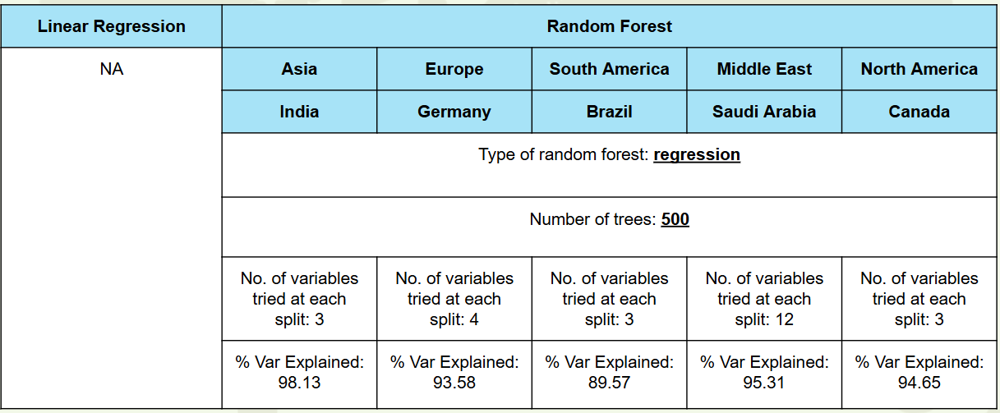 Linear Regression
Random Forest
NA
Asia
Europe
South America
Middle East
North America
India
Germany
Brazil
Saudi Arabia
Canada
Type of random forest: regression
Number of trees: 500
No. of variables
tried at each
split: 3
No. of variables
tried at each
split: 4
No. of variables
tried at each
split: 3
No. of variables
tried at each
split: 12
No. of variables
tried at each
split: 3
% Var Explained:
98.13
% Var Explained:
93.58
% Var Explained:
89.57
% Var Explained:
95.31
% Var Explained:
94.65